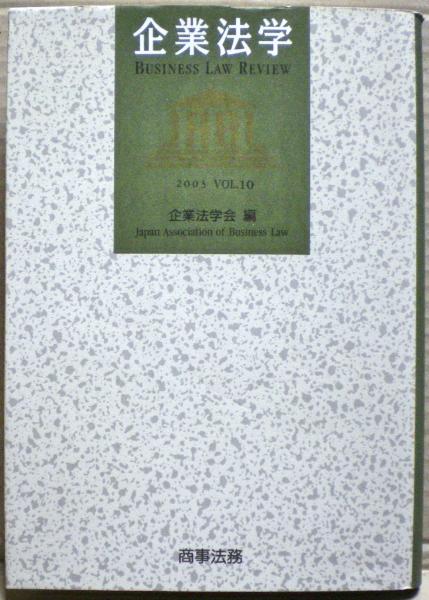 企業法学
BUSINESS LAW REVIEW
2003 VOL.10
企業法学会 編
Japan Association of Business Law
商事法務